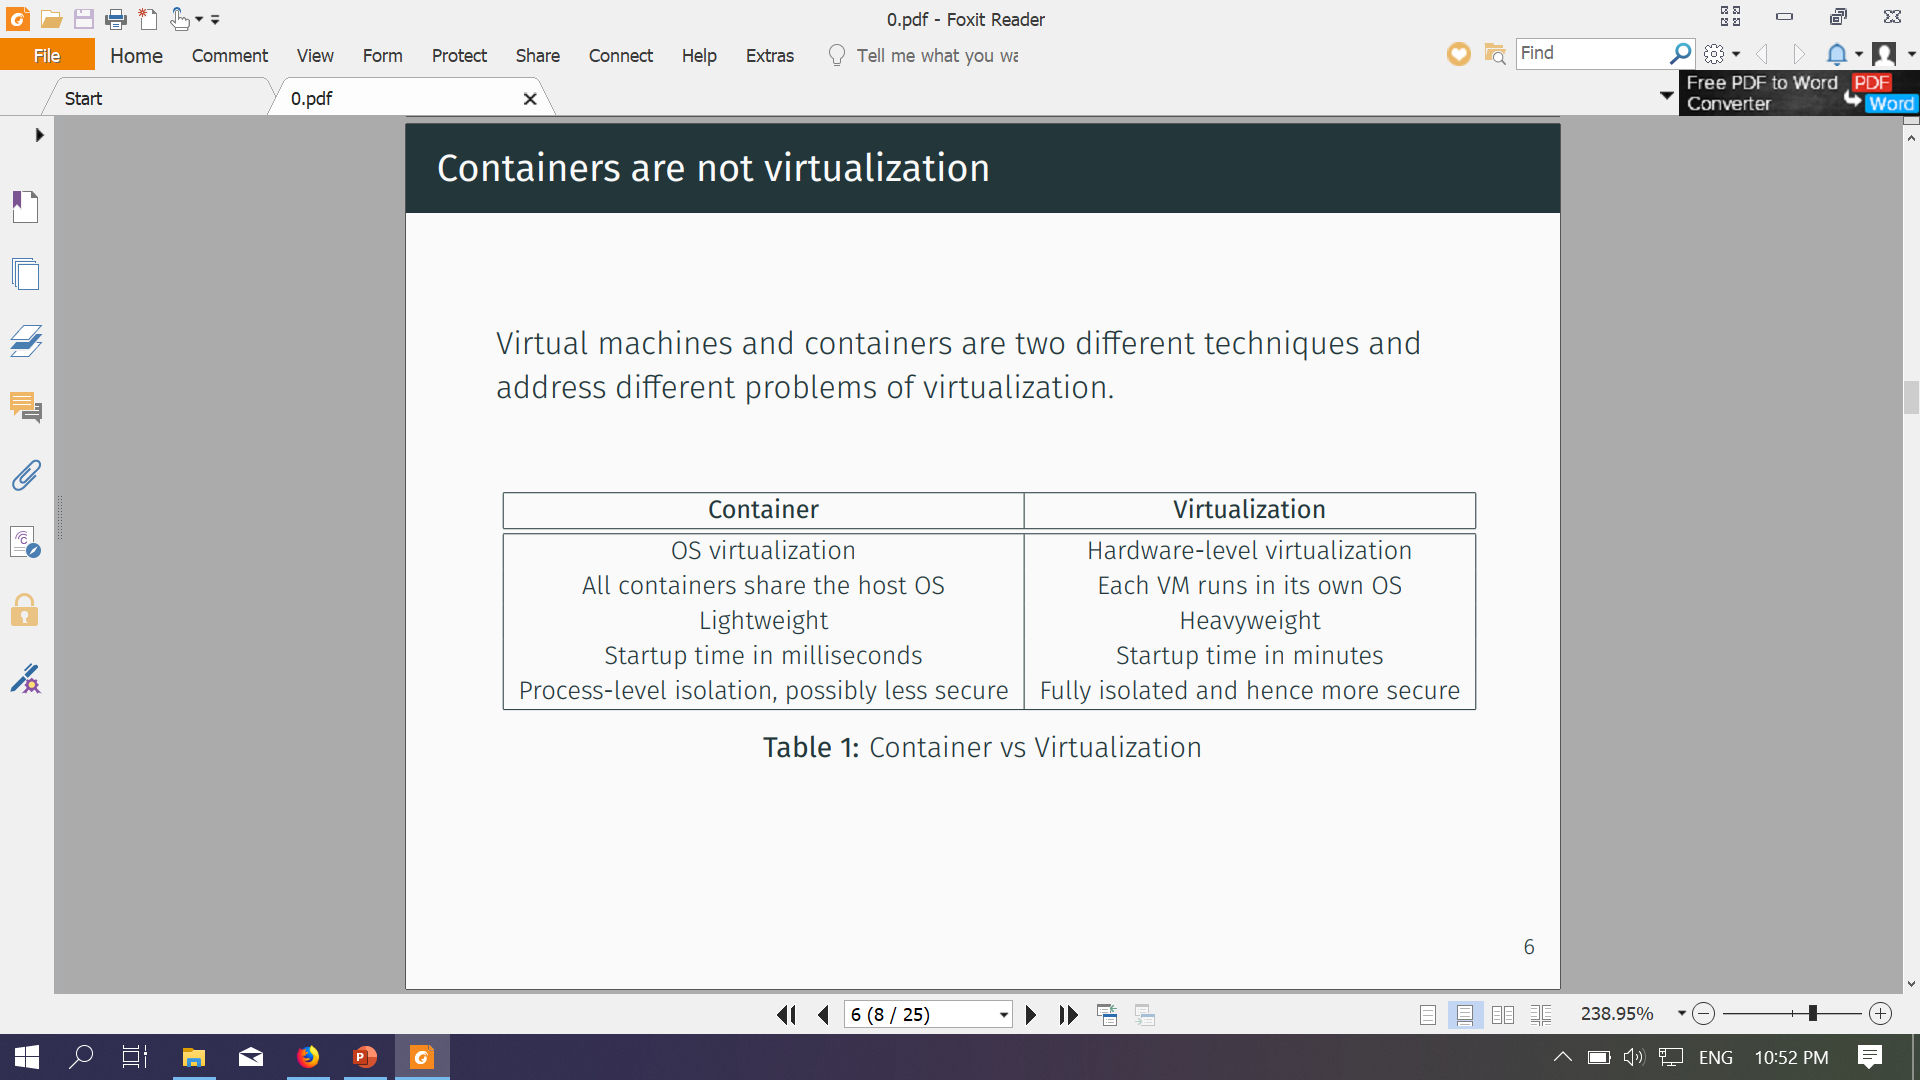 0.pdf - Foxit Reader
File Home Comment View Form Protect Share Connect Help Extras Tell me what you wa Find
Start 0.pdf
Free PDF to Word Converter PDF Word
Containers are not virtualization
Virtual machines and containers are two different techniques and
address different problems of virtualization.
Container Virtualization
OS virtualization Hardware-level virtualization
All containers share the host OS Each VM runs in its own OS
Lightweight Heavyweight
Startup time in milliseconds Startup time in minutes
Process-level isolation, possibly less secure Fully isolated and hence more secure
Table 1: Container vs Virtualization
6
6 (8 / 25) 238.95%
ENG 10:52 PM